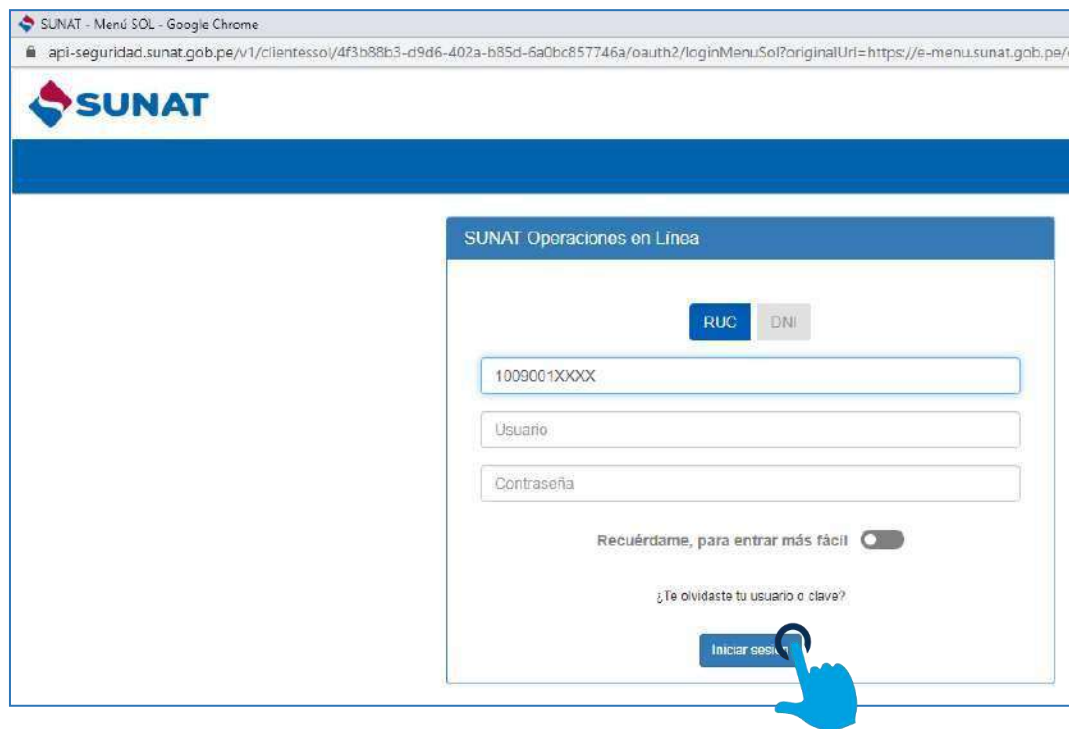 SUNAT - Menú SOL - Google Chrome
api-seguridad.sunat.gob.pe/v1/clientessol/4f3b88b3-d9d6-402a-b85d-6a0bc857746a/oauth2/loginMenuSol?originalUrl=https://e-menu.sunat.gob.pe/
SUNAT
SUNAT Operaciones en Línea
RUC DNI
1009001XXXX
Usuario
Contraseña
Recuérdame, para entrar más fácil
¿Te olvidaste tu usuario o clave?
Iniciar sesión